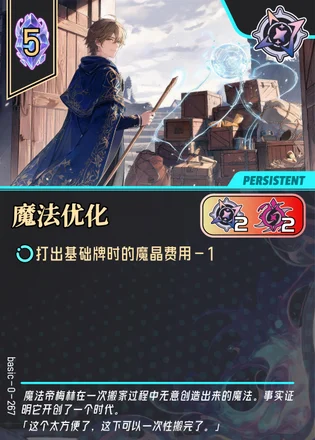 5
PERSISTENT
魔法优化
2 2
打出基础牌时的魔晶费用-1
basic-0-267
魔法帝梅林在一次搬家过程中无意创造出来的魔法。事实证
明它开创了一个时代。
「这个太方便了，这下可以一次性搬完了。」